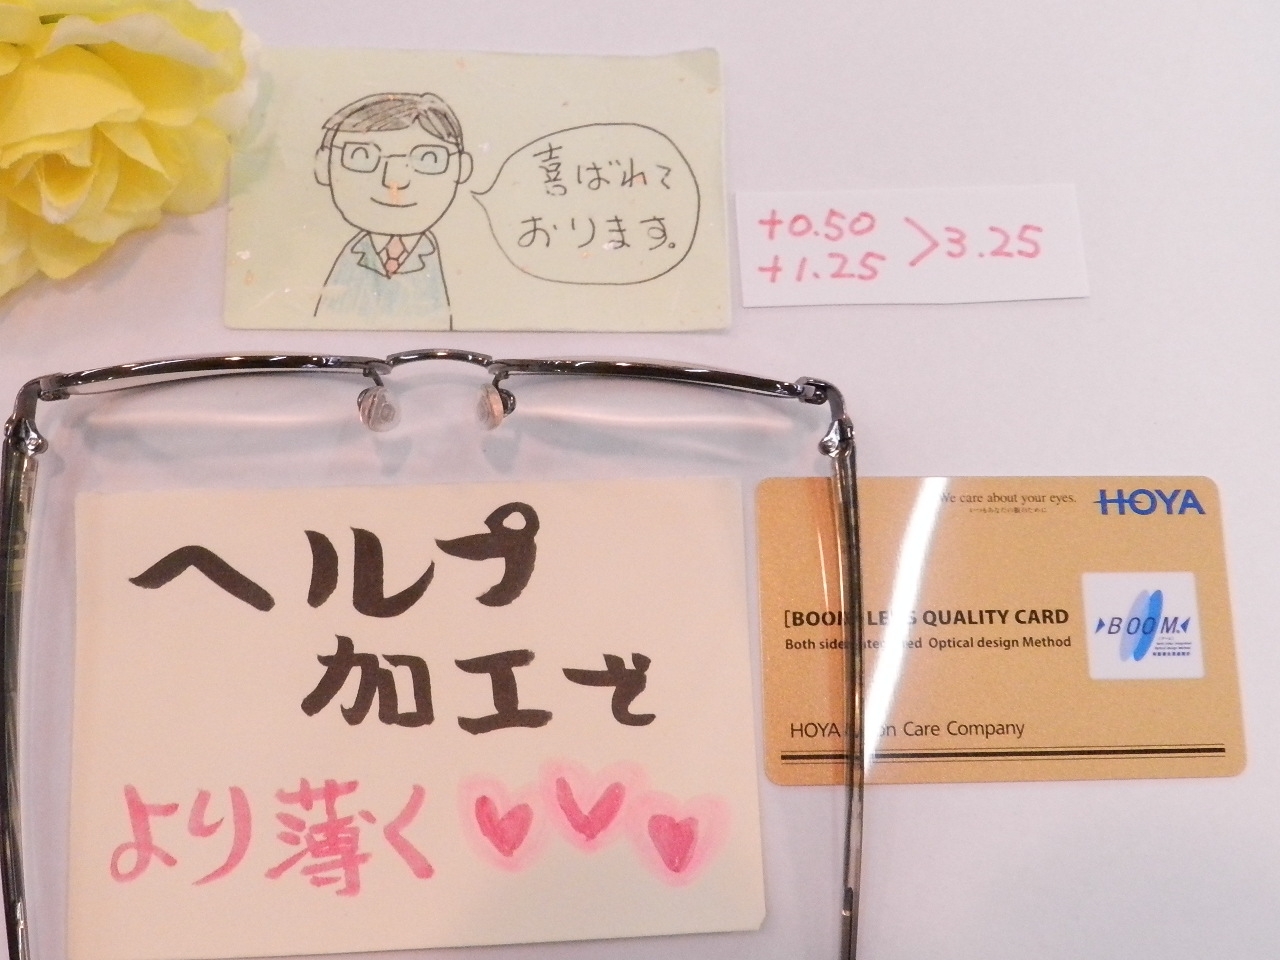 喜ばれて
おります。
+0.50
+1.25 > 3.25
We care about your eyes.
HOYA
LENS QUALITY CARD
Both Optical design Method
BOOM
HOYA Care Company
ヘルプ
加工で
より薄く